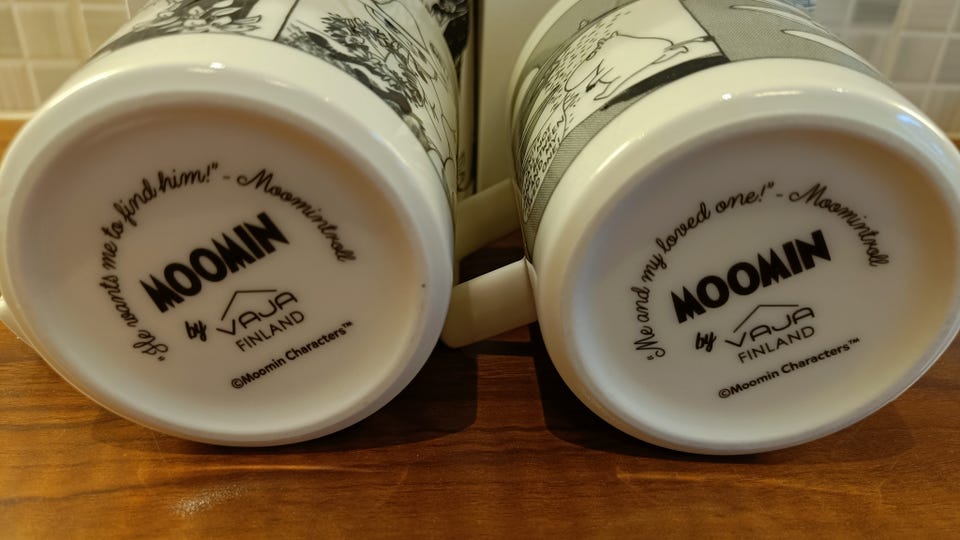 "He wants me to find him!" - Moomintroll
MOOMIN
by VAJA
FINLAND
©Moomin Characters™
"Me and my loved one!" - Moomintroll
MOOMIN
by VAJA
FINLAND
©Moomin Characters™